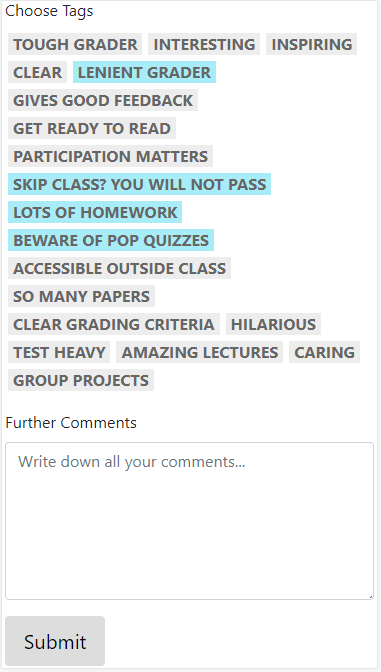 Choose Tags
TOUGH GRADER INTERESTING INSPIRING
CLEAR LENIENT GRADER
GIVES GOOD FEEDBACK
GET READY TO READ
PARTICIPATION MATTERS
SKIP CLASS? YOU WILL NOT PASS
LOTS OF HOMEWORK
BEWARE OF POP QUIZZES
ACCESSIBLE OUTSIDE CLASS
SO MANY PAPERS
CLEAR GRADING CRITERIA HILARIOUS
TEST HEAVY AMAZING LECTURES CARING
GROUP PROJECTS
Further Comments
Write down all your comments...
Submit